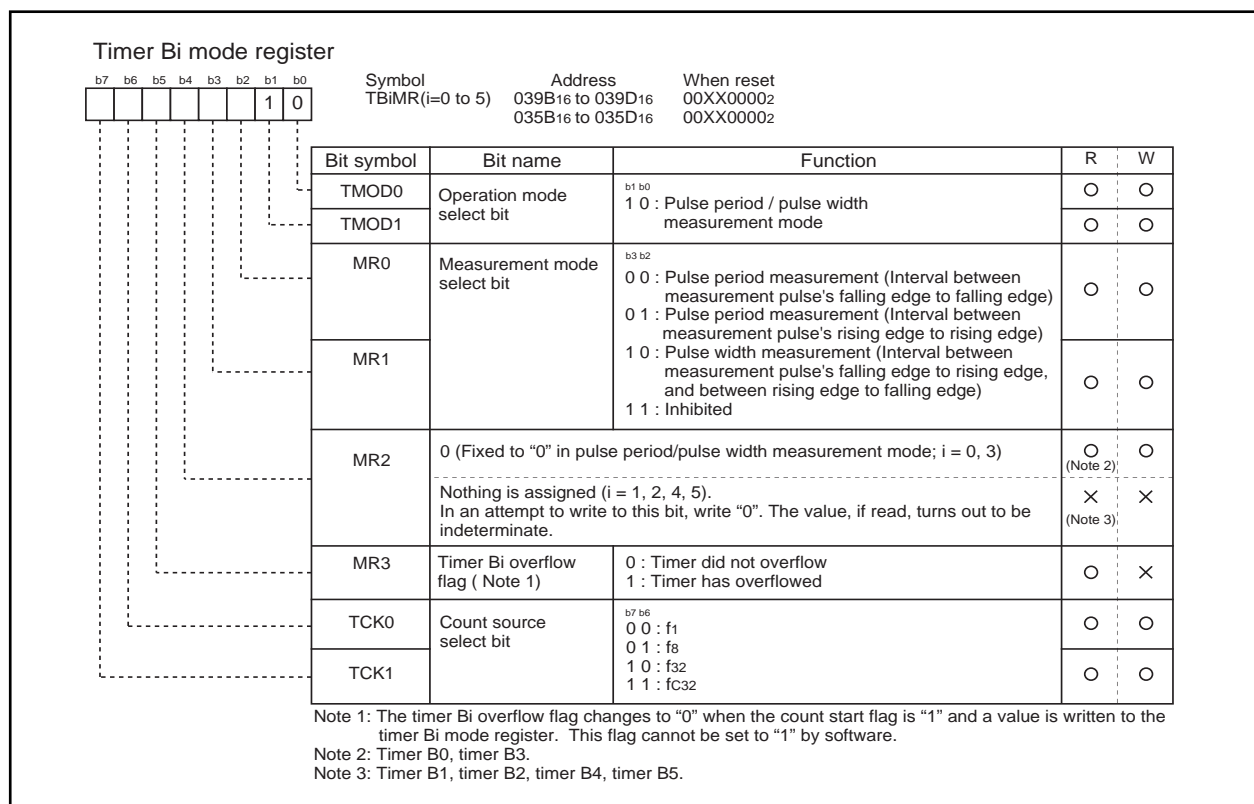 Timer Bi mode register
b7 b6 b5 b4 b3 b2 b1 b0
1 0
Symbol Address When reset
TBiMR(i=0 to 5) 039B16 to 039D16 00XX00002
035B16 to 035D16 00XX00002
Bit symbol Bit name Function R W
TMOD0
TMOD1
Operation mode
select bit
b1 b0
1 0 : Pulse period / pulse width
measurement mode
MR0
MR1
Measurement mode
select bit
b3 b2
0 0 : Pulse period measurement (Interval between
measurement pulse's falling edge to falling edge)
0 1 : Pulse period measurement (Interval between
measurement pulse's rising edge to rising edge)
1 0 : Pulse width measurement (Interval between
measurement pulse's falling edge to rising edge,
and between rising edge to falling edge)
1 1 : Inhibited
MR2
0 (Fixed to “0” in pulse period/pulse width measurement mode; i = 0, 3)
(Note 2)
Nothing is assigned (i = 1, 2, 4, 5).
In an attempt to write to this bit, write “0”. The value, if read, turns out to be
indeterminate.
(Note 3)
MR3
Timer Bi overflow
flag ( Note 1)
0 : Timer did not overflow
1 : Timer has overflowed
TCK0
TCK1
Count source
select bit
b7 b6
0 0 : f1
0 1 : f8
1 0 : f32
1 1 : fC32
Note 1: The timer Bi overflow flag changes to “0” when the count start flag is “1” and a value is written to the
timer Bi mode register. This flag cannot be set to “1” by software.
Note 2: Timer B0, timer B3.
Note 3: Timer B1, timer B2, timer B4, timer B5.